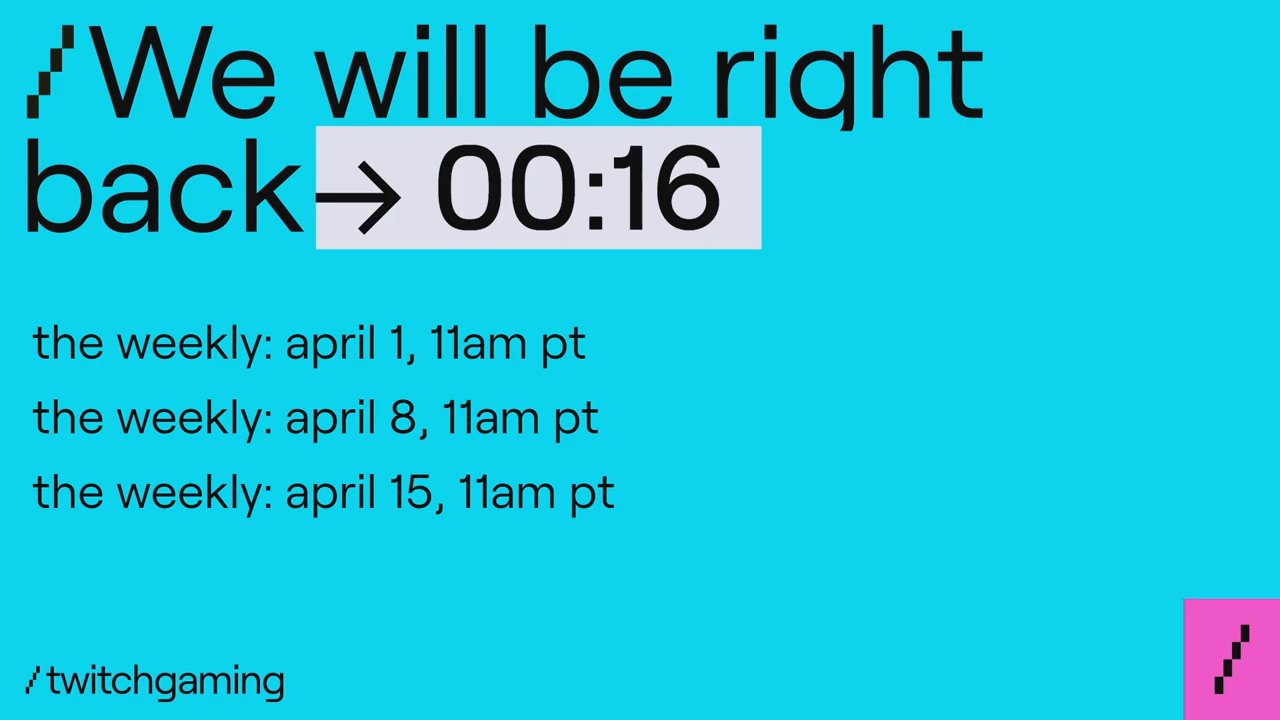 /We will be right
back→ 00:16
the weekly: april 1, 11am pt
the weekly: april 8, 11am pt
the weekly: april 15, 11am pt
/twitchgaming
/